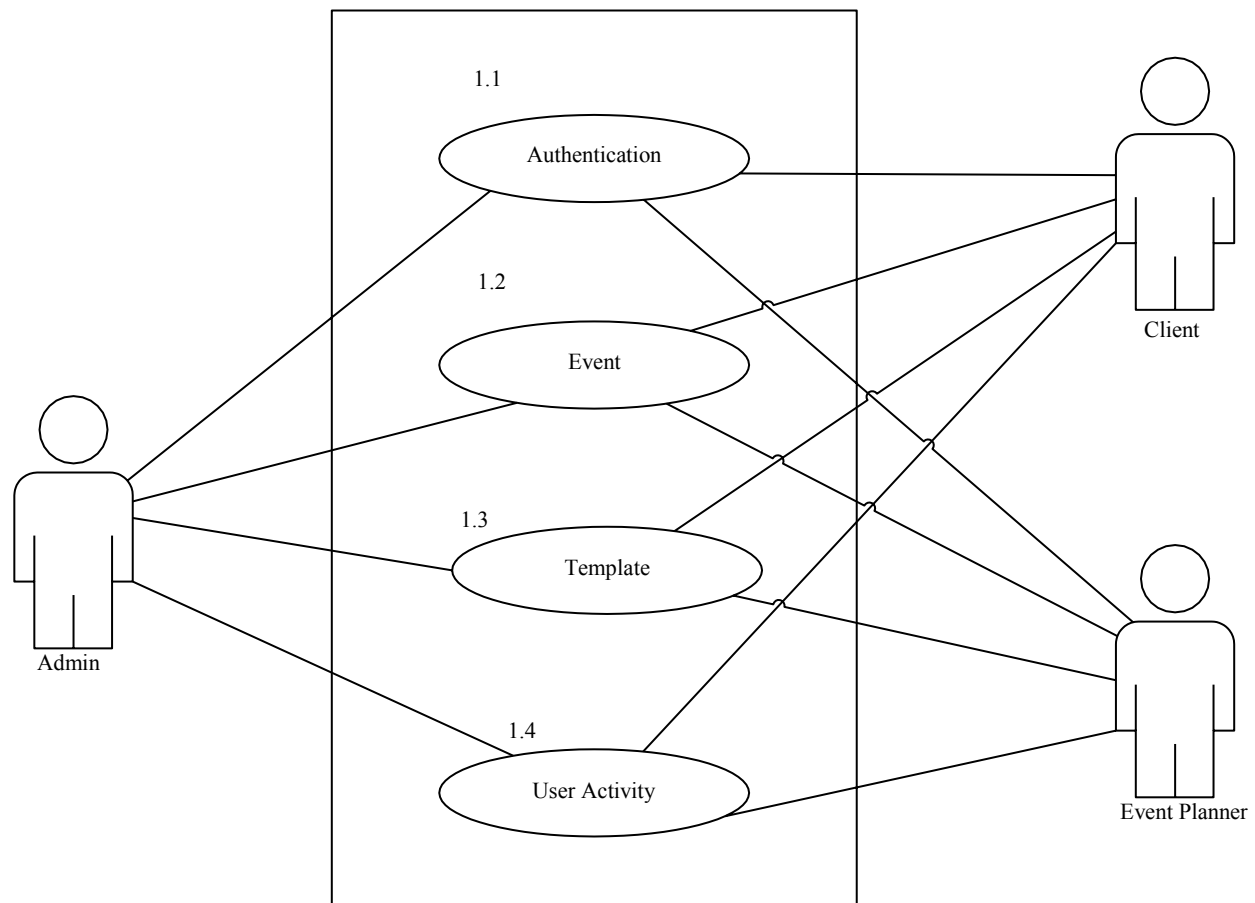 1.1
Authentication
1.2
Event
1.3
Template
1.4
User Activity
Admin
Client
Event Planner